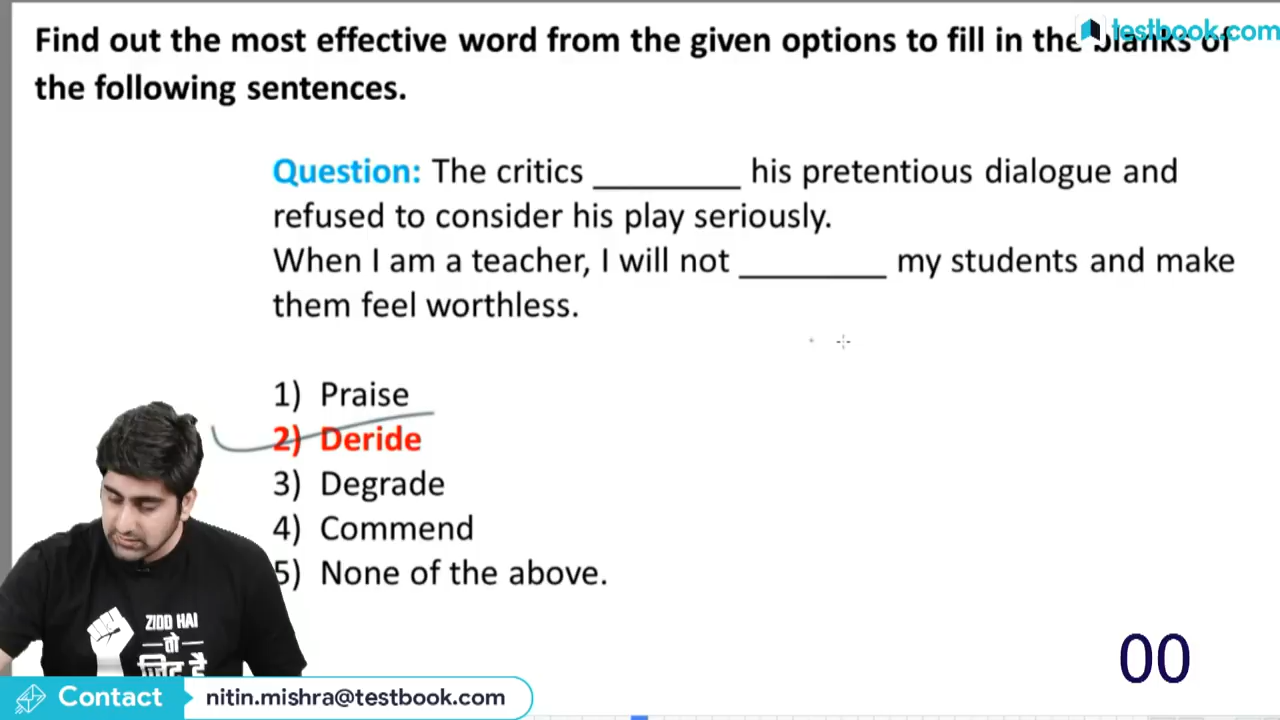 Find out the most effective word from the given options to fill in the blanks of
testbook.com
the following sentences.
Question: The critics ________ his pretentious dialogue and
refused to consider his play seriously.
When I am a teacher, I will not ________ my students and make
them feel worthless.
1) Praise
2) Deride
3) Degrade
4) Commend
5) None of the above.
ZIDD HAI
तो
ज़िद है
00
Contact
nitin.mishra@testbook.com